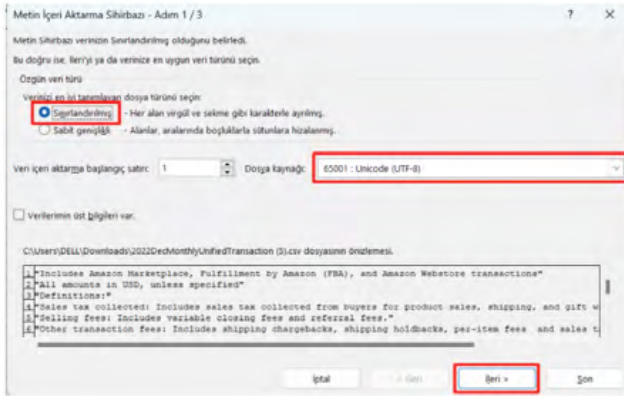 Metin İçeri Aktarma Sihirbazı - Adım 1 / 3 ? ×
Metin Sihirbazı verinizin Sınırlandırılmış olduğunu belirledi.
Bu doğru ise, İleri'yi ya da verinize en uygun veri türünü seçin.
Özgün veri türü
Verinizi en iyi tanımlayan dosya türünü seçin:
Sınırlandırılmış - Her alan virgül ve sekme gibi karakterle ayrılmış.
Sabit genişlikli - Alanlar, aralarında boşluklarla sütunlara hizalanmış.
Veri içeri aktarma başlangıç satırı: 1 Dosya kaynağı: 65001 : Unicode (UTF-8)
Verilerimin üst bilgileri var.
C:\Users\DELL\Downloads\2022DecMonthlyUnifiedTransaction (5).csv dosyasının önizlemesi.
1 "Includes Amazon Marketplace, Fulfillment by Amazon (FBA), and Amazon Webstore transactions"
2 "All amounts in USD, unless specified"
3 "Definitions:"
4 "Sales tax collected: Includes sales tax collected from buyers for product sales, shipping, and gift w
5 "Selling fees: Includes variable closing fees and referral fees."
6 "Other transaction fees: Includes shipping chargebacks, shipping holdbacks, per-item fees and sales t
İptal < Geri İleri > Son